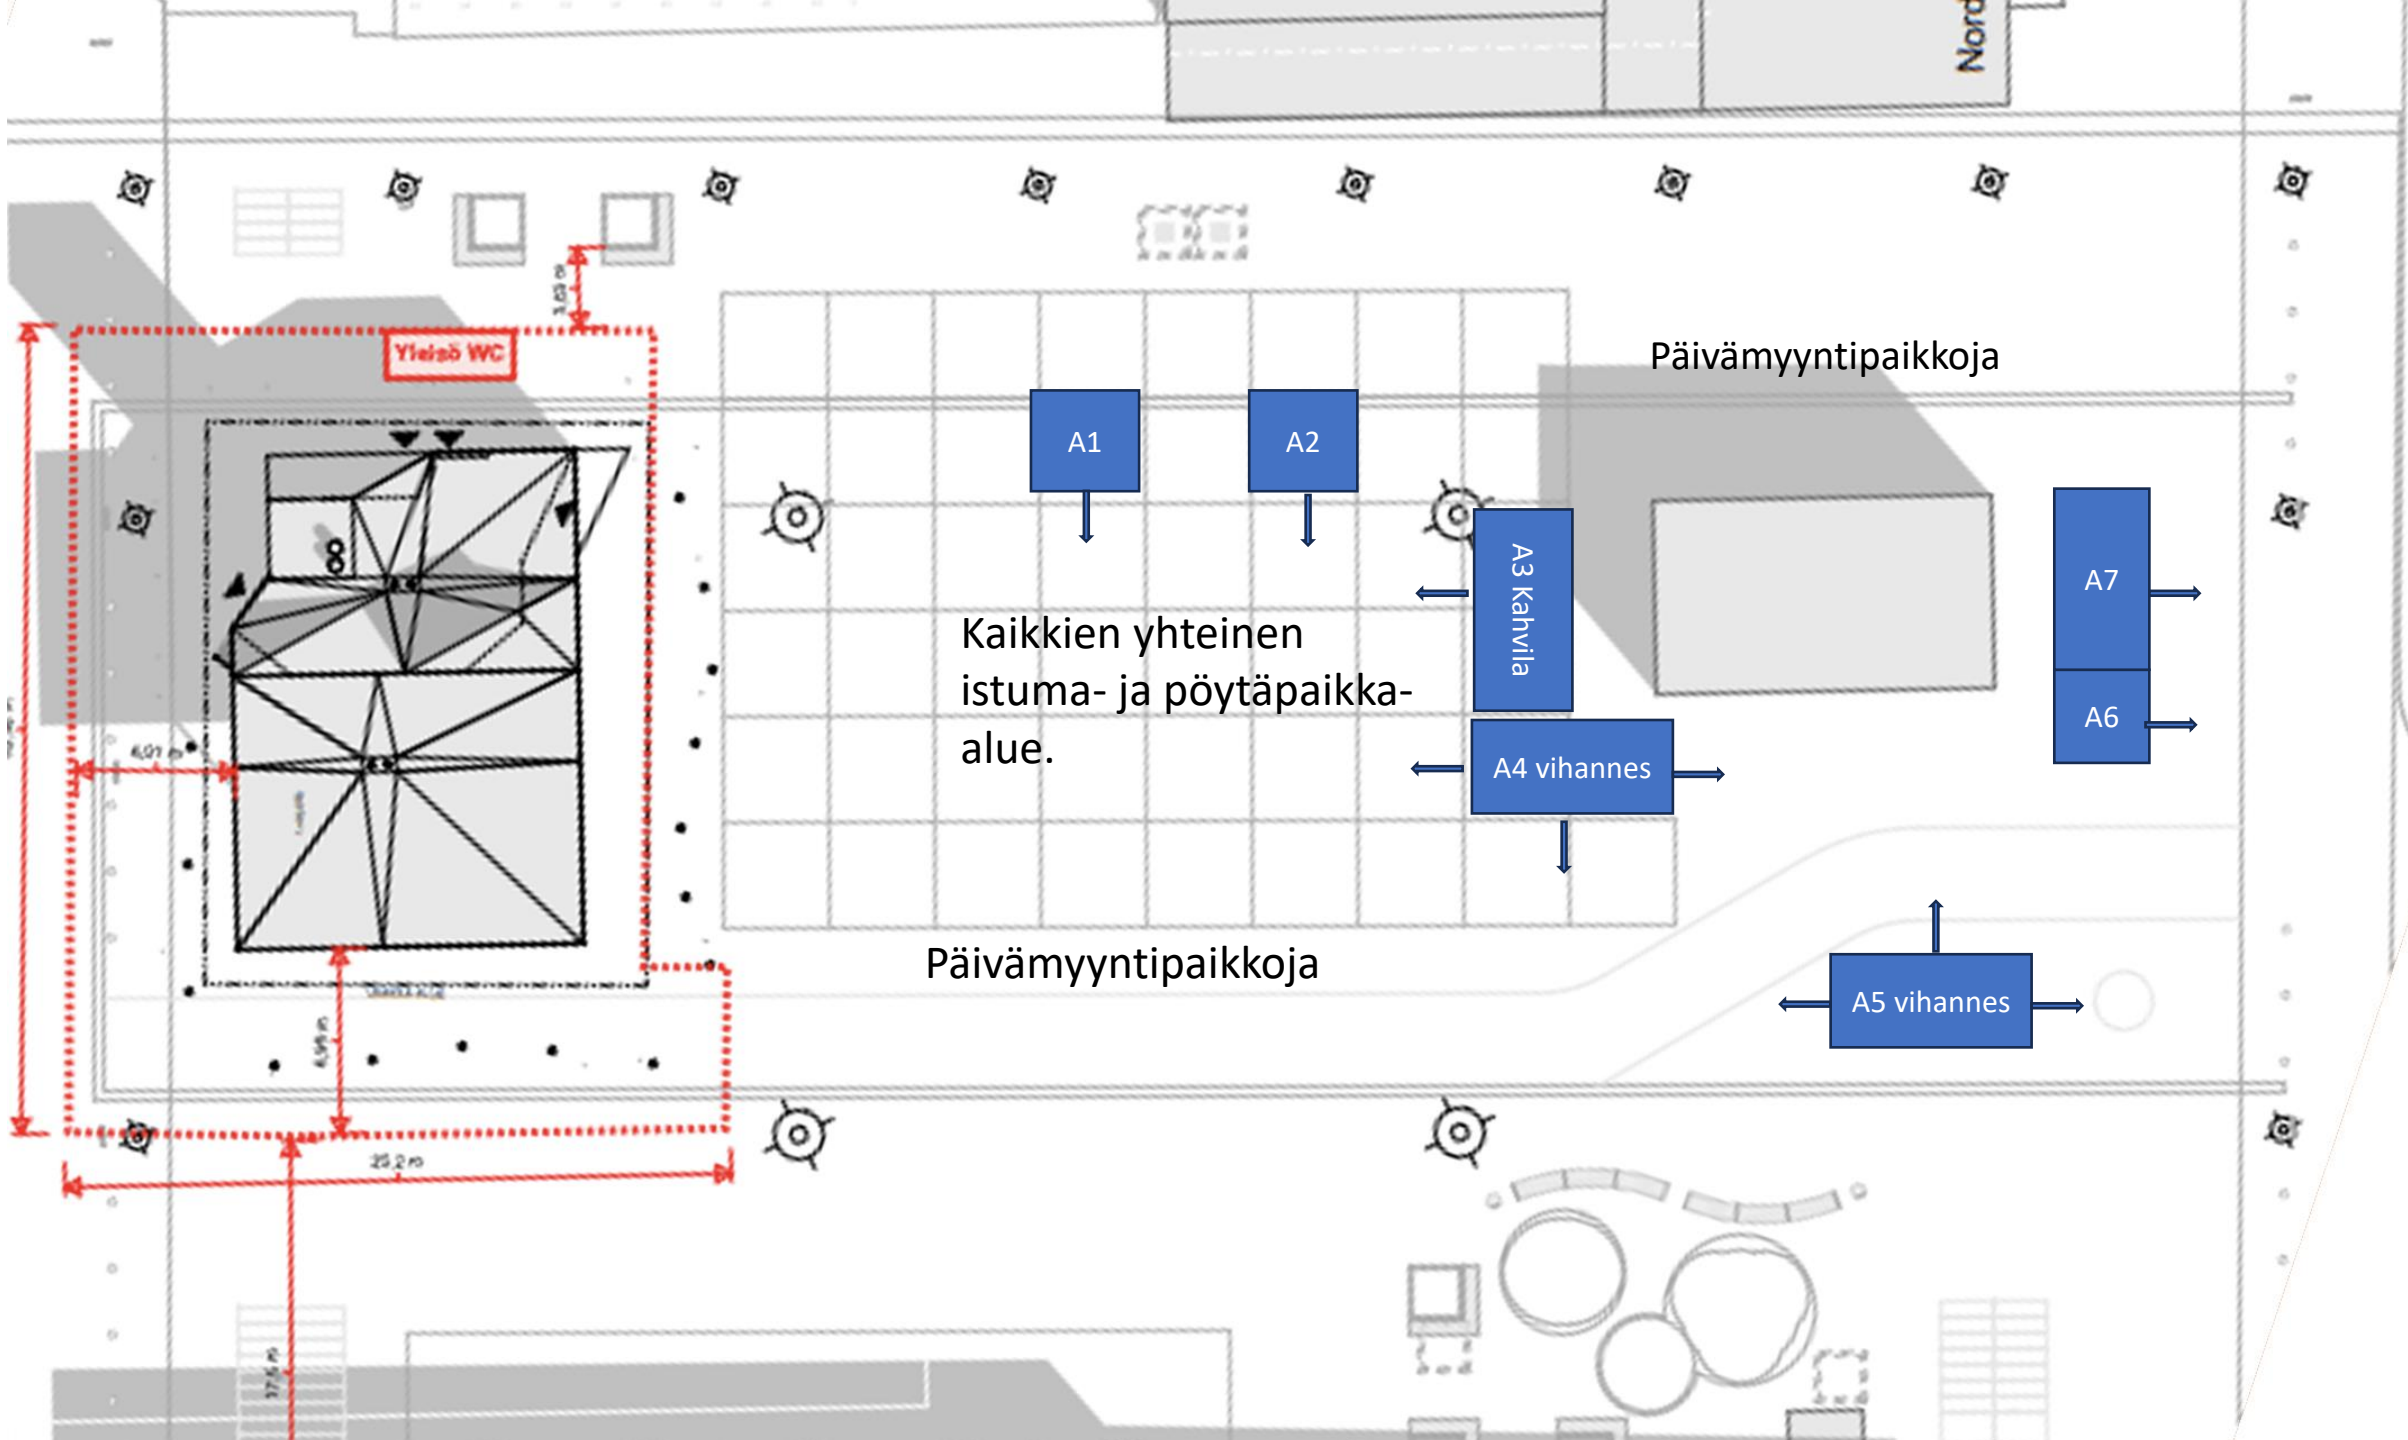 Nord
Yleisö WC
Päivämyyntipaikkoja
A1
A2
A3 Kahvila
A7
Kaikkien yhteinen
istuma- ja pöytäpaikka-
alue.
A6
A4 vihannes
Päivämyyntipaikkoja
A5 vihannes
25,2 m